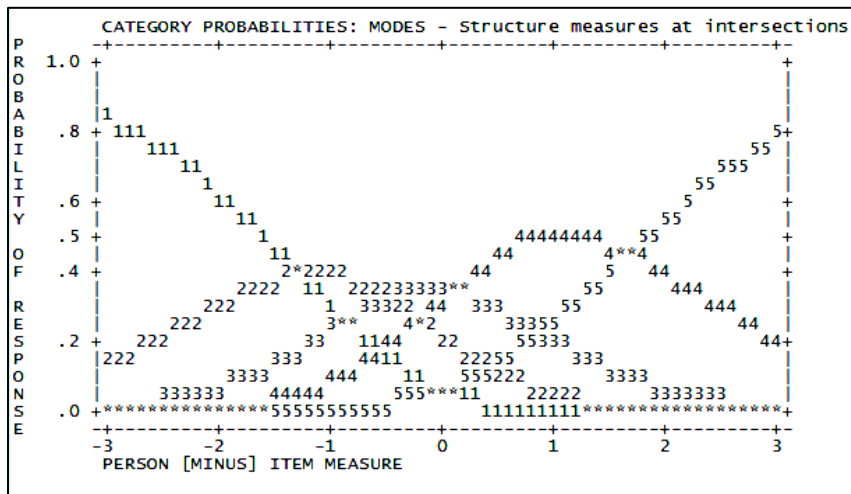 CATEGORY PROBABILITIES: MODES - Structure measures at intersections
P      -+---------+---------+---------+---------+---------+---------+-
R  1.0 +                                                             +
O      |                                                             |
B      |                                                             |
A      |1                                                            |
B   .8 + 111                                                        5+
I      |    111                                                   55 |
L      |       11                                              555   |
I      |         1                                           55      |
T   .6 +          11                                        5        +
Y      |            11                                    55         |
    .5 +              1                      44444444   55           +
O      |               11                  44        4**4            |
F   .4 +                2*2222           44          5   44          +
       |            2222  11  222233333**          55      444        |
R      |         222        1  33322 44  333     55           444     |
E      |      222           3**    4*2      33355                44   |
S   .2 +   222            33   1144   22     55333                 44+
P      |222            333     4411     22255     333                |
O      |           3333     444    11   555222       3333            |
N      |     333333    44444      555***11    22222      3333333     |
S   .0 +***************55555555555        111111111******************+
E      -+---------+---------+---------+---------+---------+---------+-
       -3        -2        -1         0         1         2         3
        PERSON [MINUS] ITEM MEASURE